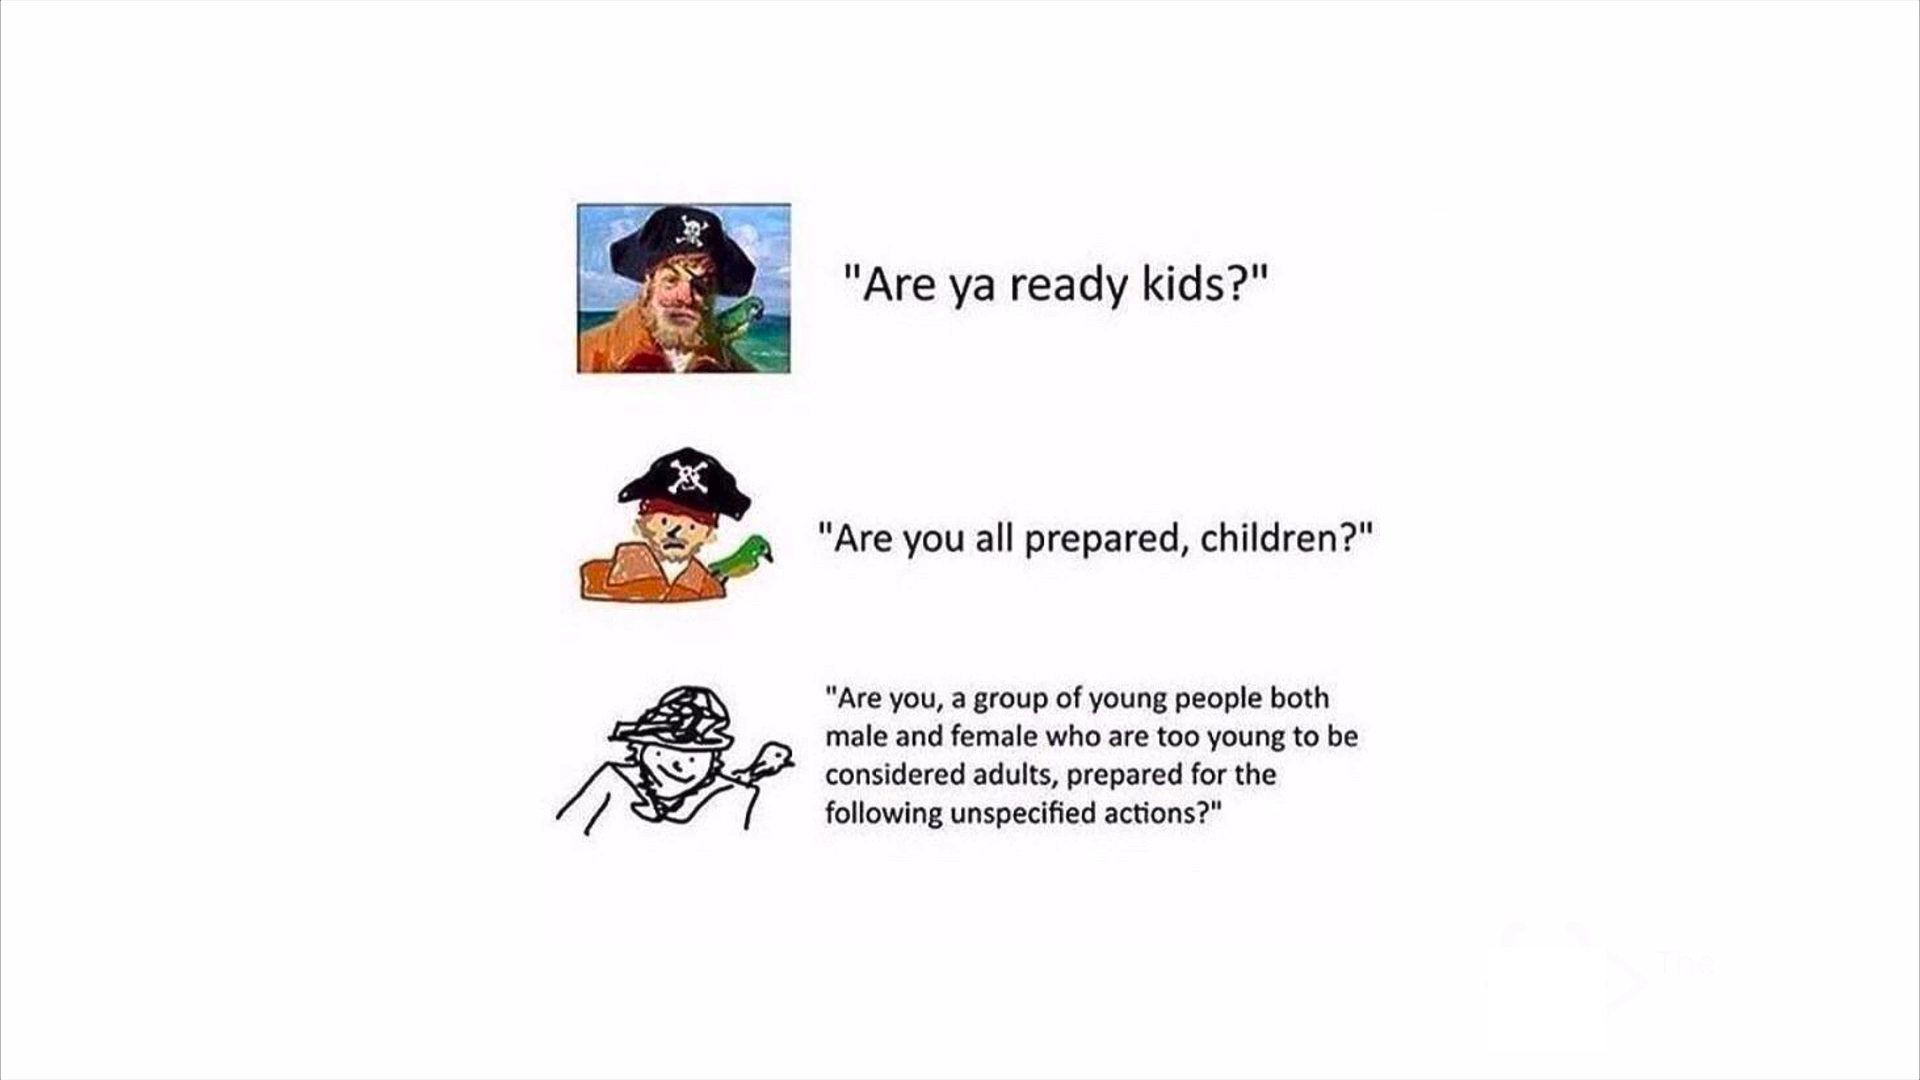 "Are ya ready kids?"
"Are you all prepared, children?"
"Are you, a group of young people both
male and female who are too young to be
considered adults, prepared for the
following unspecified actions?"
The